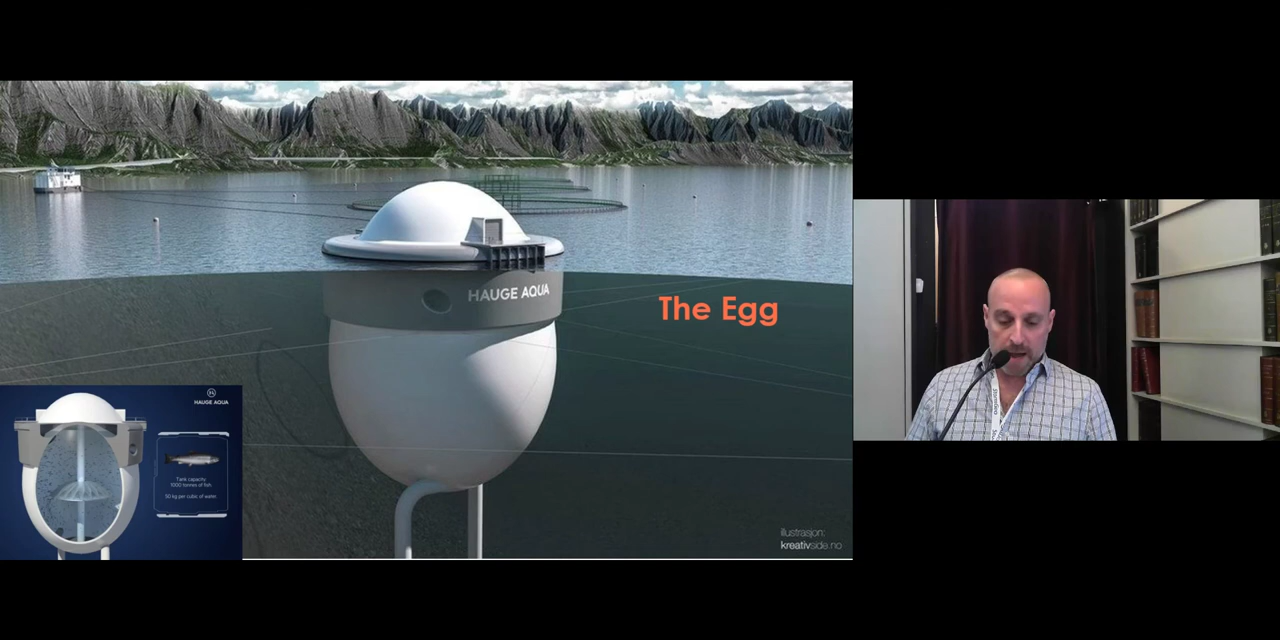 HAUGE AQUA
The Egg
HAUGE AQUA
Tank capacity
1000 tonnes of fish.
50 kg per cubic of water.
illustrasjon:
kreativside.no